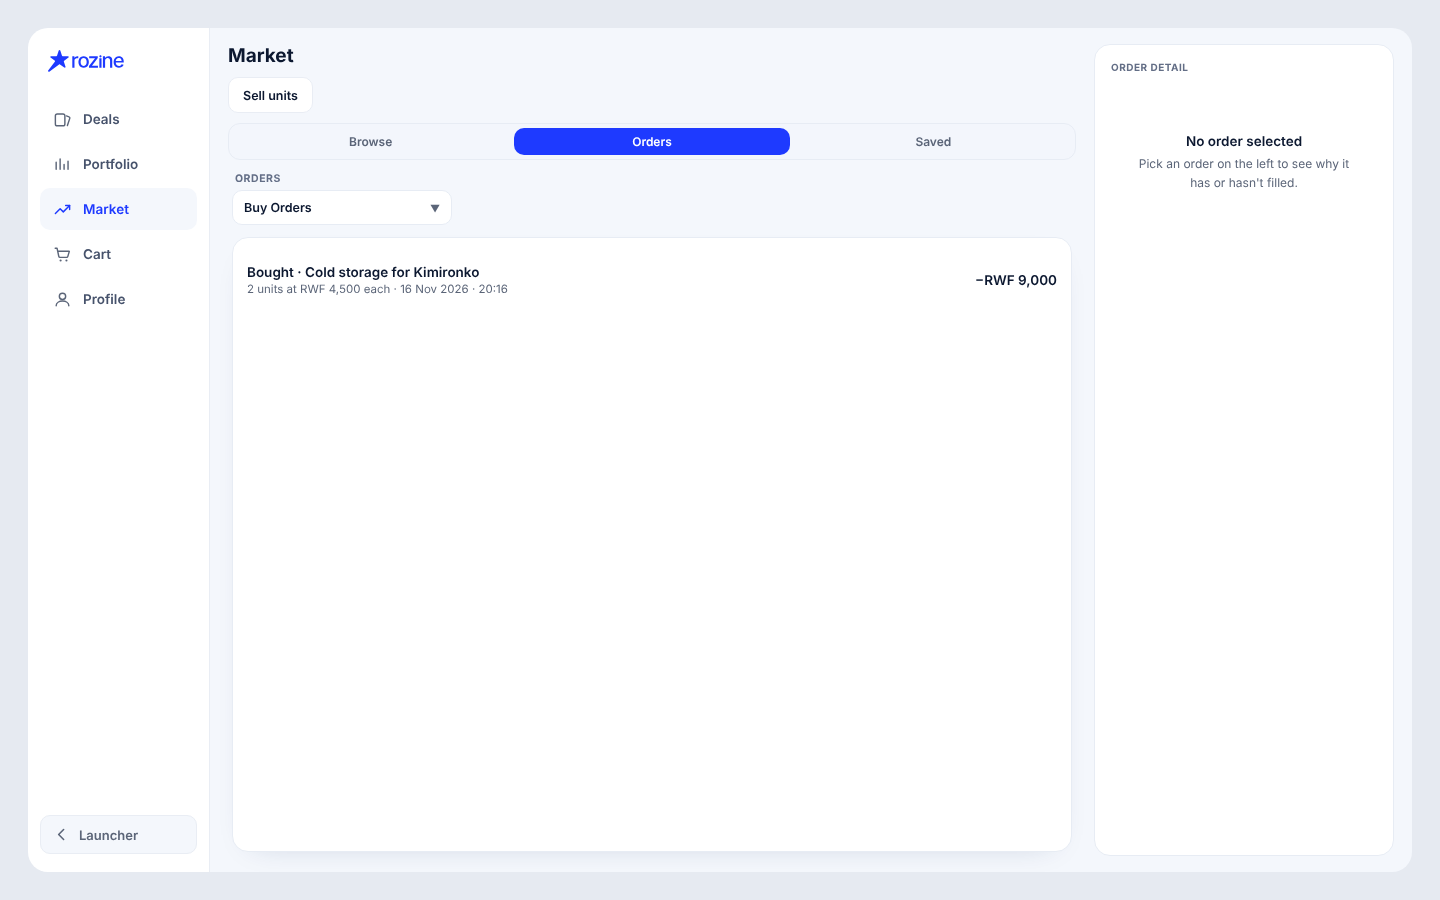 rozine
Deals
Portfolio
Market
Cart
Profile
Launcher
Market
Sell units
Browse
Orders
Saved
ORDERS
Buy Orders
Bought · Cold storage for Kimironko
2 units at RWF 4,500 each · 16 Nov 2026 · 20:16
−RWF 9,000
ORDER DETAIL
No order selected
Pick an order on the left to see why it
has or hasn't filled.